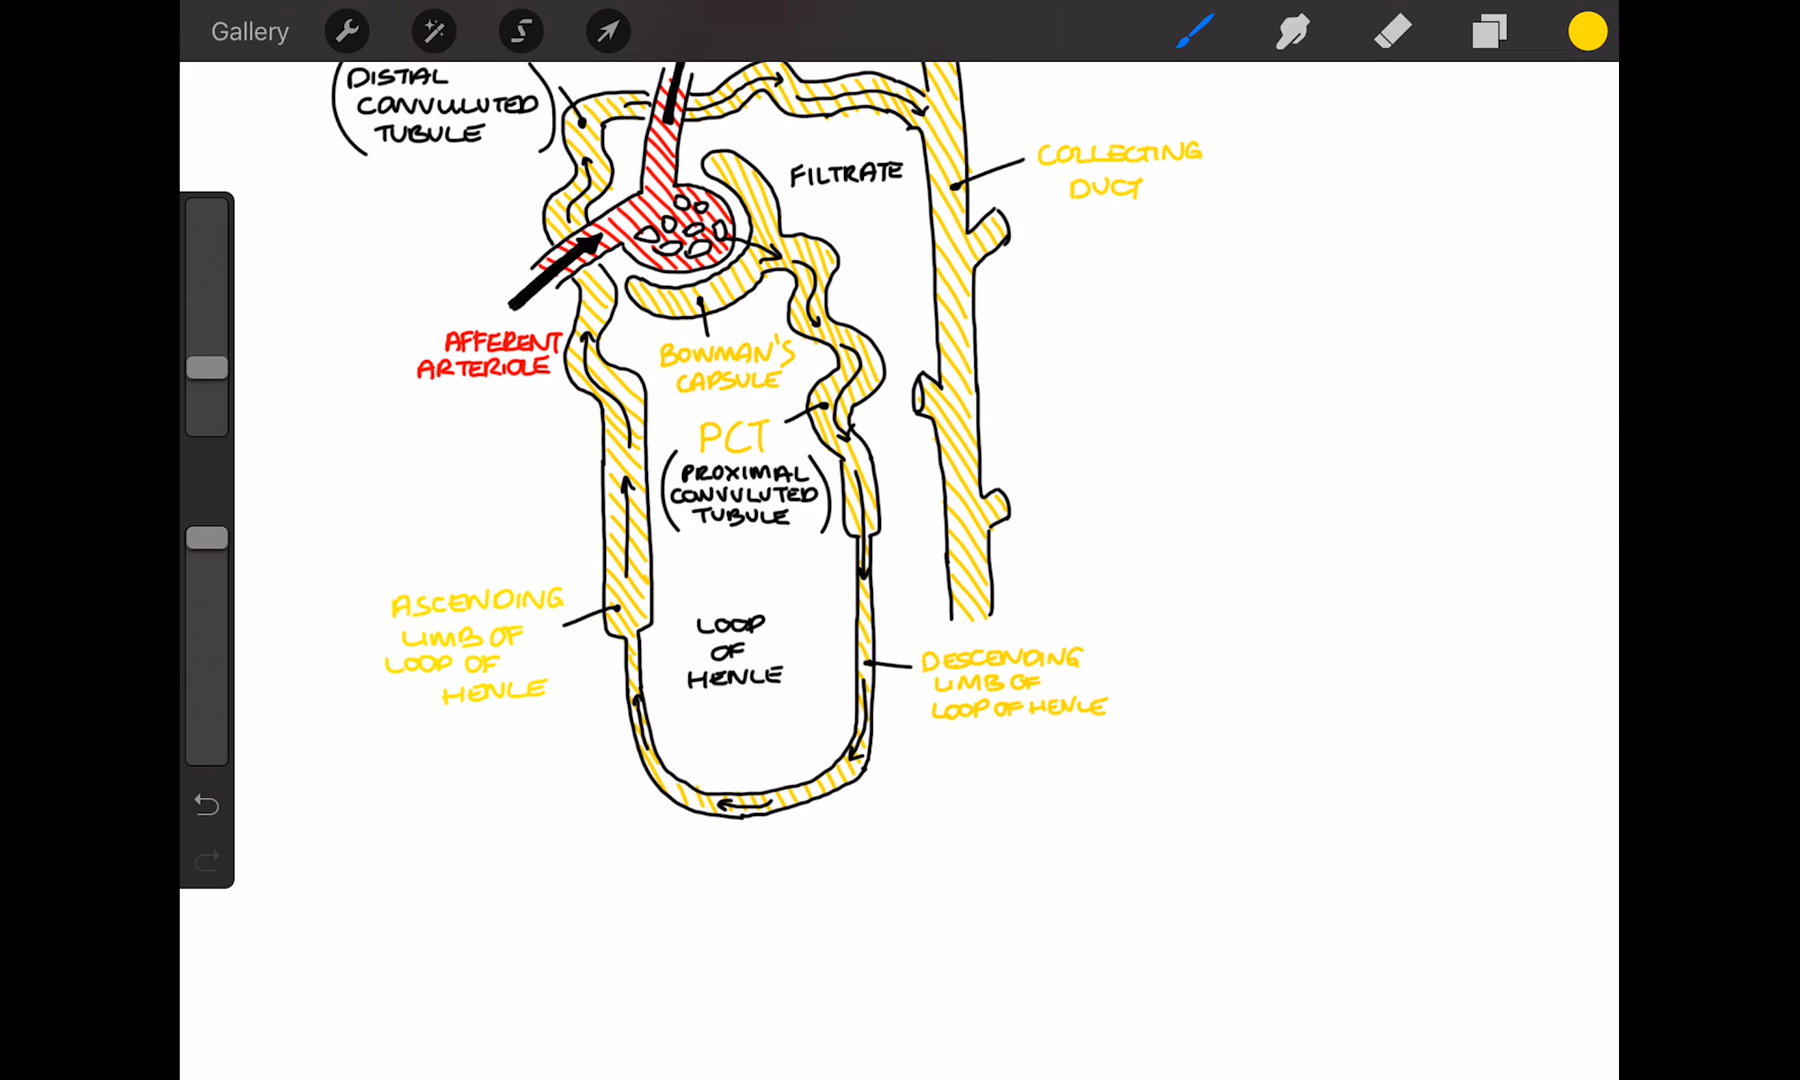 Gallery
DISTAL
CONVULUTED
TUBULE
FILTRATE
COLLECTING
DUCT
AFFERENT
ARTERIOLE
BOWMAN'S
CAPSULE
PCT
PROXIMAL
CONVULUTED
TUBULE
ASCENDING
LIMB OF
LOOP OF
HENLE
LOOP
OF
HENLE
DESCENDING
LIMB OF
LOOP OF HENLE